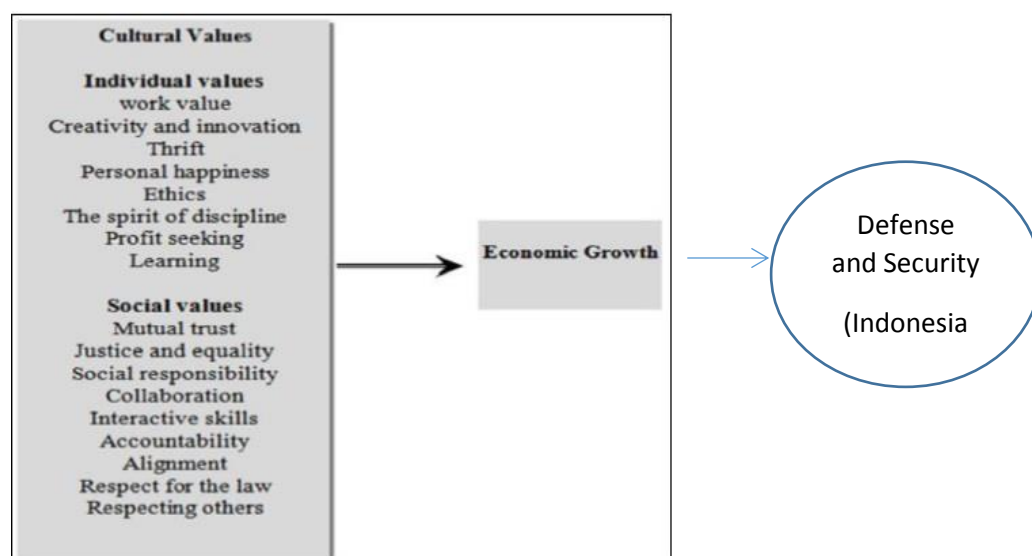 Cultural Values
Individual values
work value
Creativity and innovation
Thrift
Personal happiness
Ethics
The spirit of discipline
Profit seeking
Learning
Social values
Mutual trust
Justice and equality
Social responsibility
Collaboration
Interactive skills
Accountability
Alignment
Respect for the law
Respecting others
Economic Growth
Defense
and Security
(Indonesia